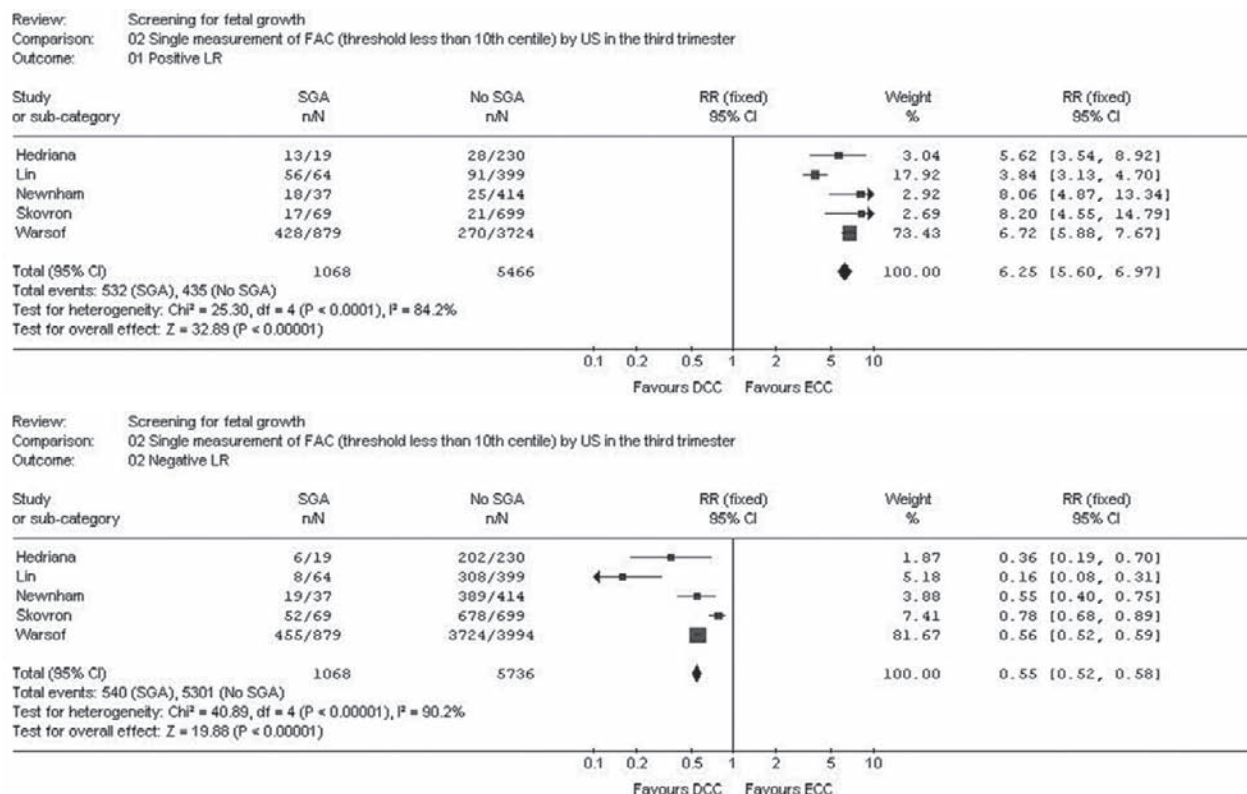 Review: Screening for fetal growth
Comparison: 02 Single measurement of FAC (threshold less than 10th centile) by US in the third trimester
Outcome: 01 Positive LR
Study SGA No SGA RR (fixed) Weight RR (fixed)
or sub-category n/N n/N 95% CI % 95% CI
Hedriana 13/19 28/230 3.04 5.62 [3.54, 8.92]
Lin 56/64 91/399 17.92 3.84 [3.13, 4.70]
Newnham 18/37 25/414 2.92 8.06 [4.87, 13.34]
Skovron 17/69 21/699 2.69 8.20 [4.55, 14.79]
Warsof 428/879 270/3724 73.43 6.72 [5.88, 7.67]
Total (95% CI) 1068 5466 100.00 6.25 [5.60, 6.97]
Total events: 532 (SGA), 435 (No SGA)
Test for heterogeneity: Chi² = 25.30, df = 4 (P < 0.0001), I² = 84.2%
Test for overall effect: Z = 32.89 (P < 0.00001)
0.1 0.2 0.5 1 2 5 10
Favours DCC Favours ECC
Review: Screening for fetal growth
Comparison: 02 Single measurement of FAC (threshold less than 10th centile) by US in the third trimester
Outcome: 02 Negative LR
Study SGA No SGA RR (fixed) Weight RR (fixed)
or sub-category n/N n/N 95% CI % 95% CI
Hedriana 6/19 202/230 1.87 0.36 [0.19, 0.70]
Lin 8/64 308/399 5.18 0.16 [0.08, 0.31]
Newnham 19/37 389/414 3.88 0.55 [0.40, 0.75]
Skovron 52/69 678/699 7.41 0.78 [0.68, 0.89]
Warsof 455/879 3724/3994 81.67 0.56 [0.52, 0.59]
Total (95% CI) 1068 5736 100.00 0.55 [0.52, 0.58]
Total events: 540 (SGA), 5301 (No SGA)
Test for heterogeneity: Chi² = 40.89, df = 4 (P < 0.00001), I² = 90.2%
Test for overall effect: Z = 19.88 (P < 0.00001)
0.1 0.2 0.5 1 2 5 10
Favours DCC Favours ECC